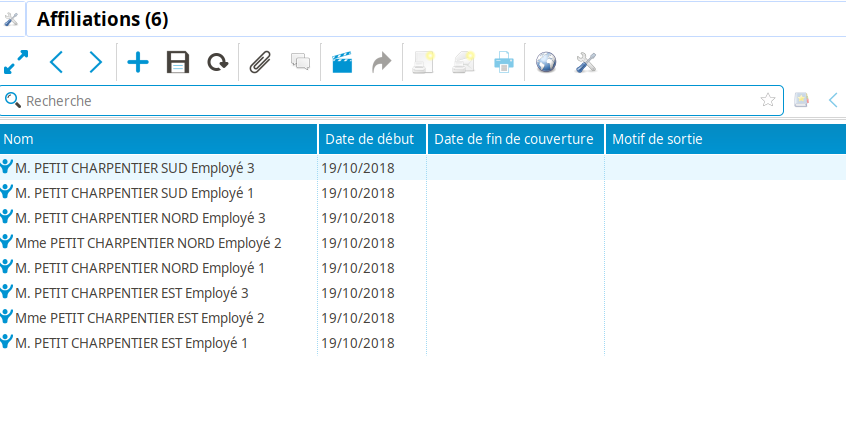 Affiliations (6)
Recherche
Nom Date de début Date de fin de couverture Motif de sortie
M. PETIT CHARPENTIER SUD Employé 3 19/10/2018
M. PETIT CHARPENTIER SUD Employé 1 19/10/2018
M. PETIT CHARPENTIER NORD Employé 3 19/10/2018
Mme PETIT CHARPENTIER NORD Employé 2 19/10/2018
M. PETIT CHARPENTIER NORD Employé 1 19/10/2018
M. PETIT CHARPENTIER EST Employé 3 19/10/2018
Mme PETIT CHARPENTIER EST Employé 2 19/10/2018
M. PETIT CHARPENTIER EST Employé 1 19/10/2018